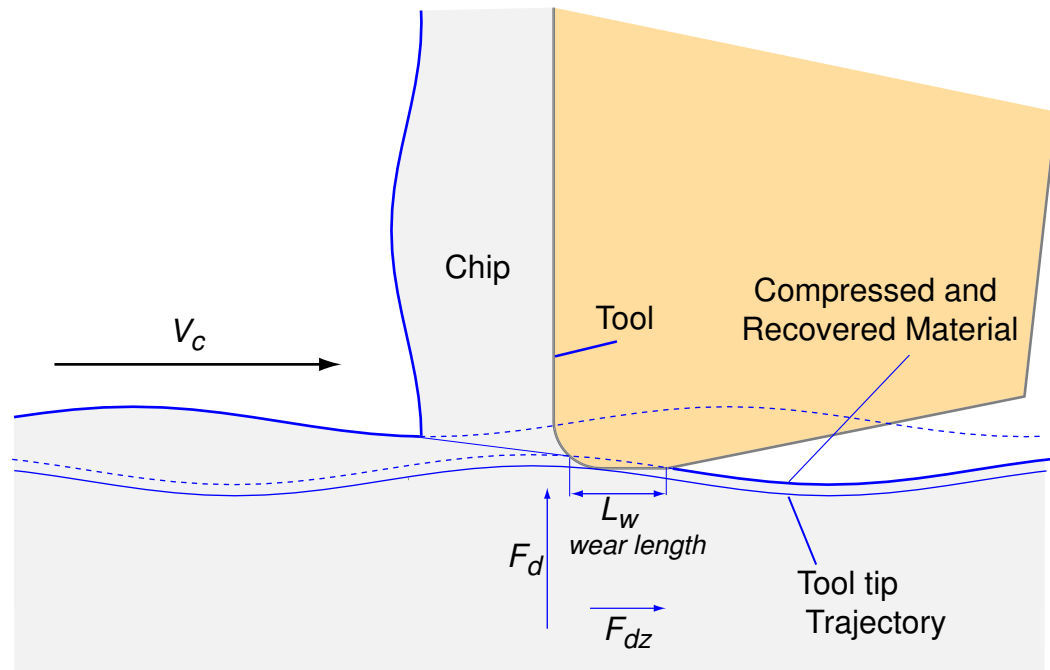 Chip
Tool
Compressed and
Recovered Material
V_c
L_w
wear length
F_d
F_dz
Tool tip
Trajectory